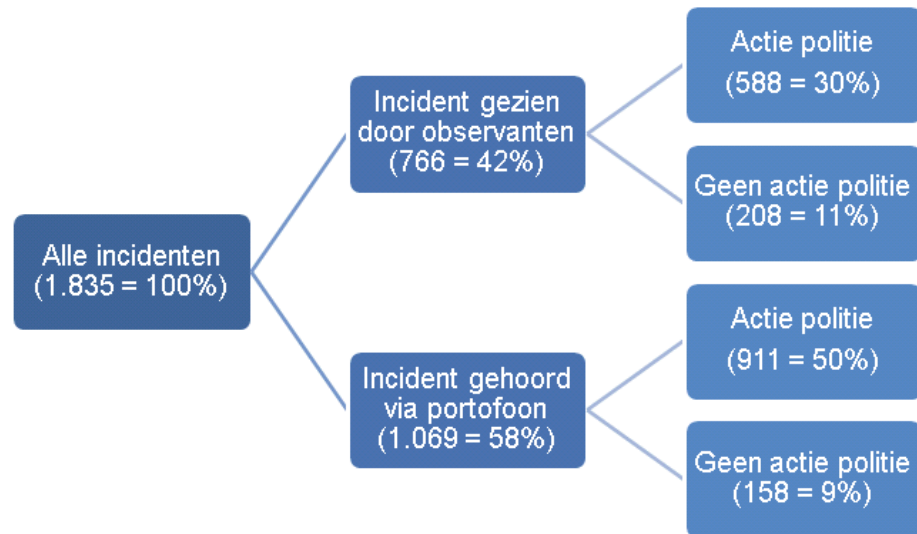 Alle incidenten
(1.835 = 100%)
Incident gezien
door observanten
(766 = 42%)
Actie politie
(588 = 30%)
Geen actie politie
(208 = 11%)
Incident gehoord
via portofoon
(1.069 = 58%)
Actie politie
(911 = 50%)
Geen actie politie
(158 = 9%)